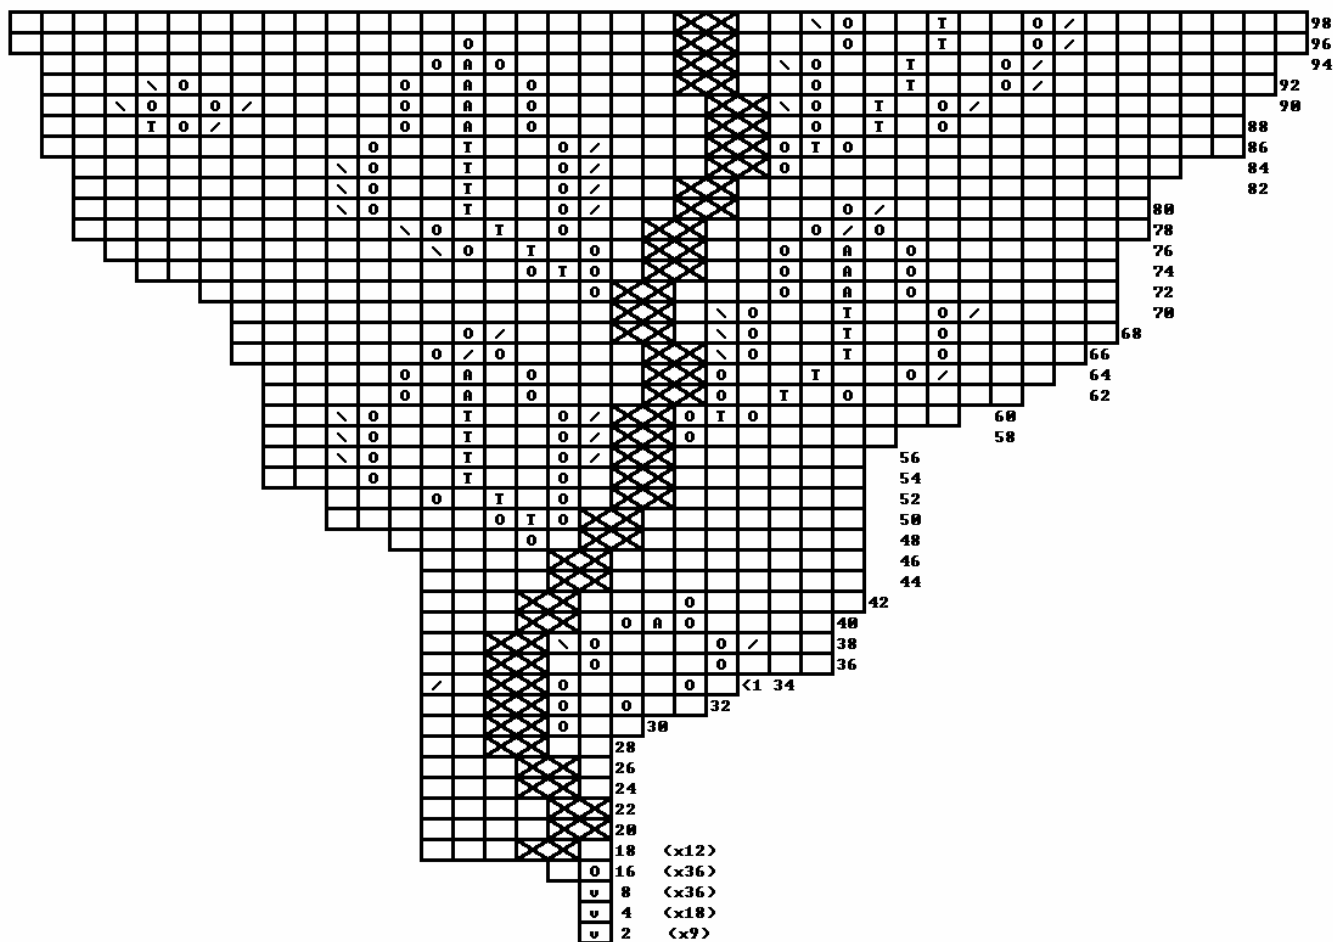 \ O T O / 98
O O T O / 96
O A O \ O T O / 94
\ O O A O O T O / 92
\ O O / O A O \ O T O / 90
T O / O A O O T O 88
O T O / O T O 86
\ O T O / O 84
\ O T O / 82
\ O T O / O / 80
\ O T O O / O 78
\ O T O O A O 76
O T O O A O 74
O O A O 72
\ O T O / 70
O / \ O T O 68
O / O \ O T O 66
O A O O T O / 64
O A O O T O 62
\ O T O / O T O 60
\ O T O / O 58
\ O T O / 56
O T O 54
O T O 52
O T O 50
O 48
46
44
O 42
O A O 40
\ O O / 38
O O 36
/ O O <1 34
O O 32
O 30
28
26
24
22
20
18 (x12)
O 16 (x36)
v 8 (x36)
v 4 (x18)
v 2 (x9)